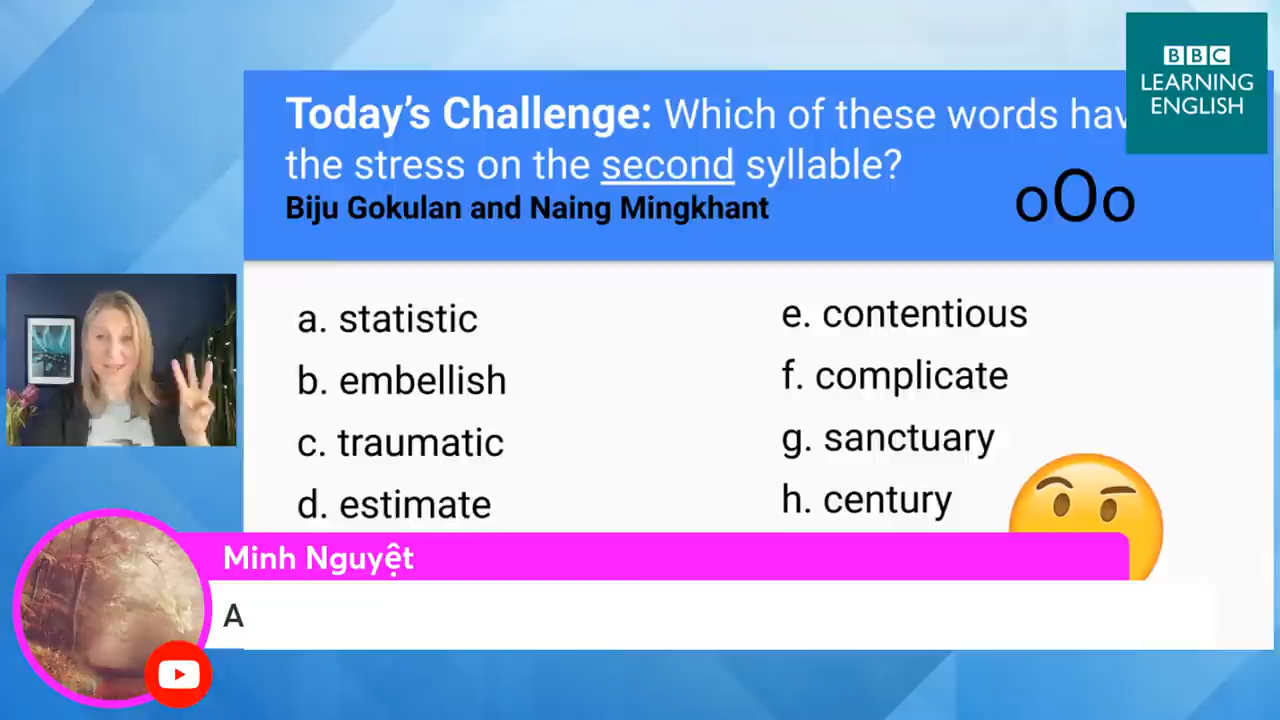 BBC
LEARNING
ENGLISH
Today's Challenge: Which of these words hav
the stress on the second syllable?
Biju Gokulan and Naing Mingkhant
oOo
a. statistic
b. embellish
c. traumatic
d. estimate
e. contentious
f. complicate
g. sanctuary
h. century
Minh Nguyệt
A